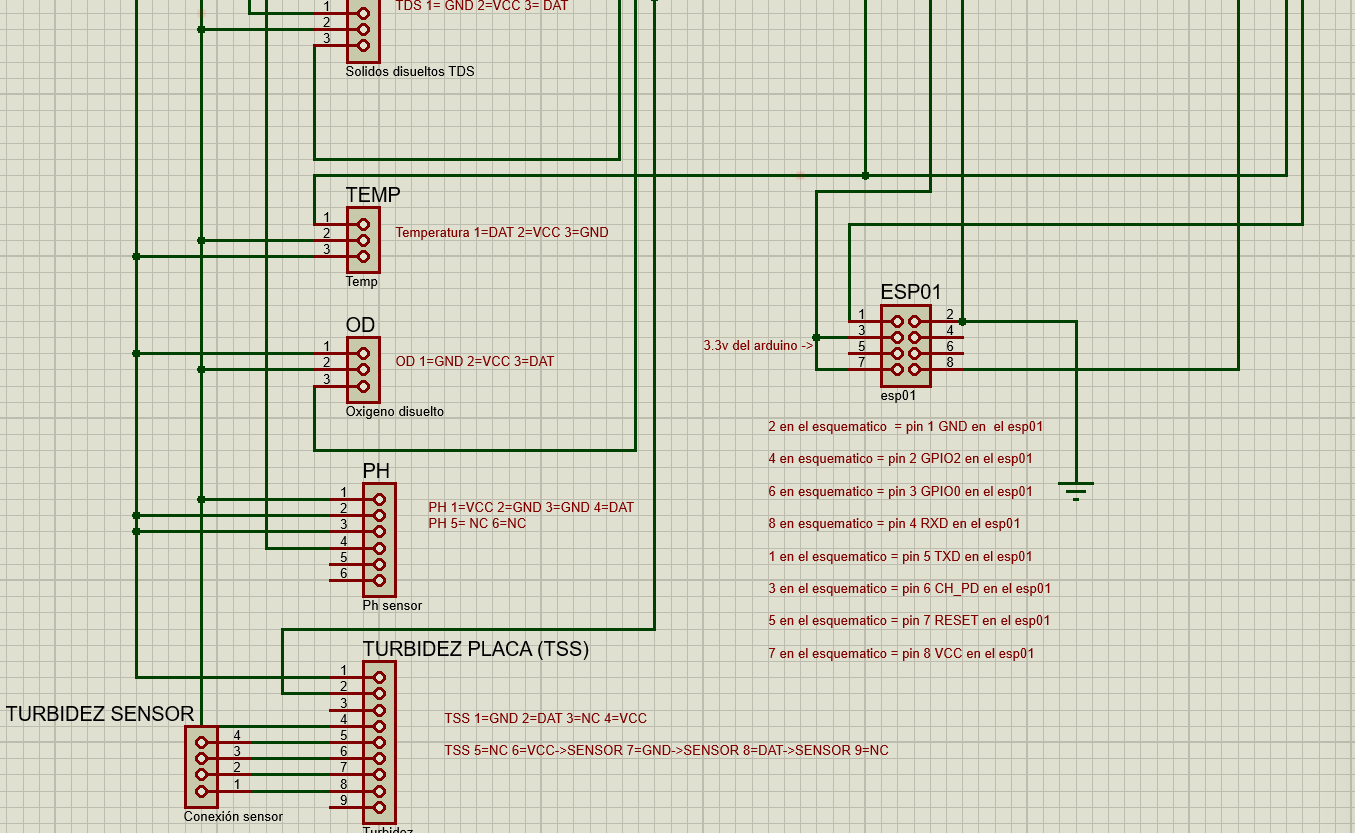 TDS 1= GND 2=VCC 3= DAT
1
2
3
Solidos disueltos TDS
TEMP
1
2
3
Temperatura 1=DAT 2=VCC 3=GND
Temp
OD
1
2
3
OD 1=GND 2=VCC 3=DAT
Oxigeno disuelto
PH
1
2
3
4
5
6
PH 1=VCC 2=GND 3=GND 4=DAT
PH 5= NC 6=NC
Ph sensor
TURBIDEZ PLACA (TSS)
1
2
3
4
5
6
7
8
9
TSS 1=GND 2=DAT 3=NC 4=VCC
TSS 5=NC 6=VCC->SENSOR 7=GND->SENSOR 8=DAT->SENSOR 9=NC
Turbidez
TURBIDEZ SENSOR
4
3
2
1
Conexión sensor
ESP01
1 2
3 4
5 6
7 8
3.3v del arduino ->
esp01
2 en el esquematico = pin 1 GND en el esp01
4 en esquematico = pin 2 GPIO2 en el esp01
6 en esquematico = pin 3 GPIO0 en el esp01
8 en esquematico = pin 4 RXD en el esp01
1 en el esquematico = pin 5 TXD en el esp01
3 en el esquematico = pin 6 CH_PD en el esp01
5 en el esquematico = pin 7 RESET en el esp01
7 en el esquematico = pin 8 VCC en el esp01